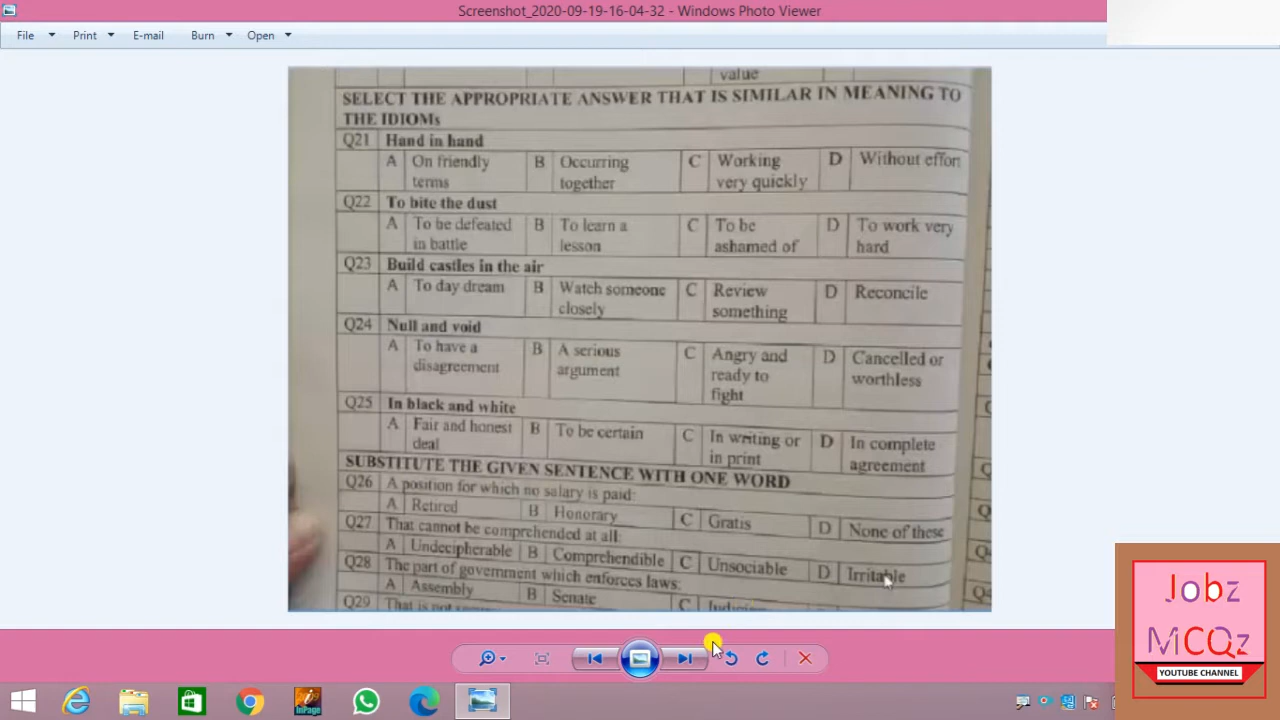 Screenshot_2020-09-19-16-04-32 - Windows Photo Viewer
File Print E-mail Burn Open
value
SELECT THE APPROPRIATE ANSWER THAT IS SIMILAR IN MEANING TO
THE IDIOMs
Q21 Hand in hand
A On friendly terms B Occurring together C Working very quickly D Without effort
Q22 To bite the dust
A To be defeated in battle B To learn a lesson C To be ashamed of D To work very hard
Q23 Build castles in the air
A To day dream B Watch someone closely C Review something D Reconcile
Q24 Null and void
A To have a disagreement B A serious argument C Angry and ready to fight D Cancelled or worthless
Q25 In black and white
A Fair and honest deal B To be certain C In writing or in print D In complete agreement
SUBSTITUTE THE GIVEN SENTENCE WITH ONE WORD
Q26 A position for which no salary is paid:
A Retired B Honorary C Gratis D None of these
Q27 That cannot be comprehended at all:
A Undecipherable B Comprehendible C Unsociable D Irritable
Q28 The part of government which enforces laws:
A Assembly B Senate C
Q29 That is not
Jobz
MCQz
YOUTUBE CHANNEL
InPage